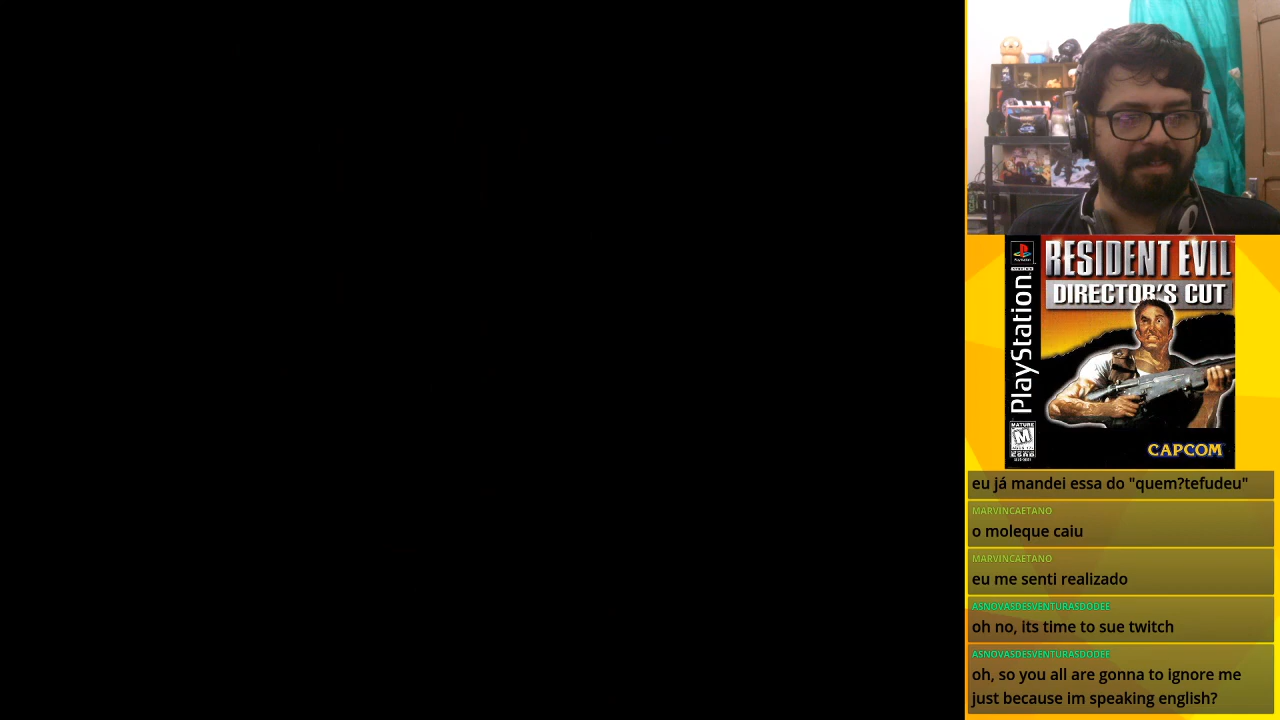 RESIDENT EVIL
DIRECTOR'S CUT
PlayStation
MATURE
M
ESRB
CAPCOM
eu já mandei essa do "quem?tefudeu"
MARVINCAETANO
o moleque caiu
MARVINCAETANO
eu me senti realizado
ASNOVASDESVENTURASDODEE
oh no, its time to sue twitch
ASNOVASDESVENTURASDODEE
oh, so you all are gonna to ignore me
just because im speaking english?